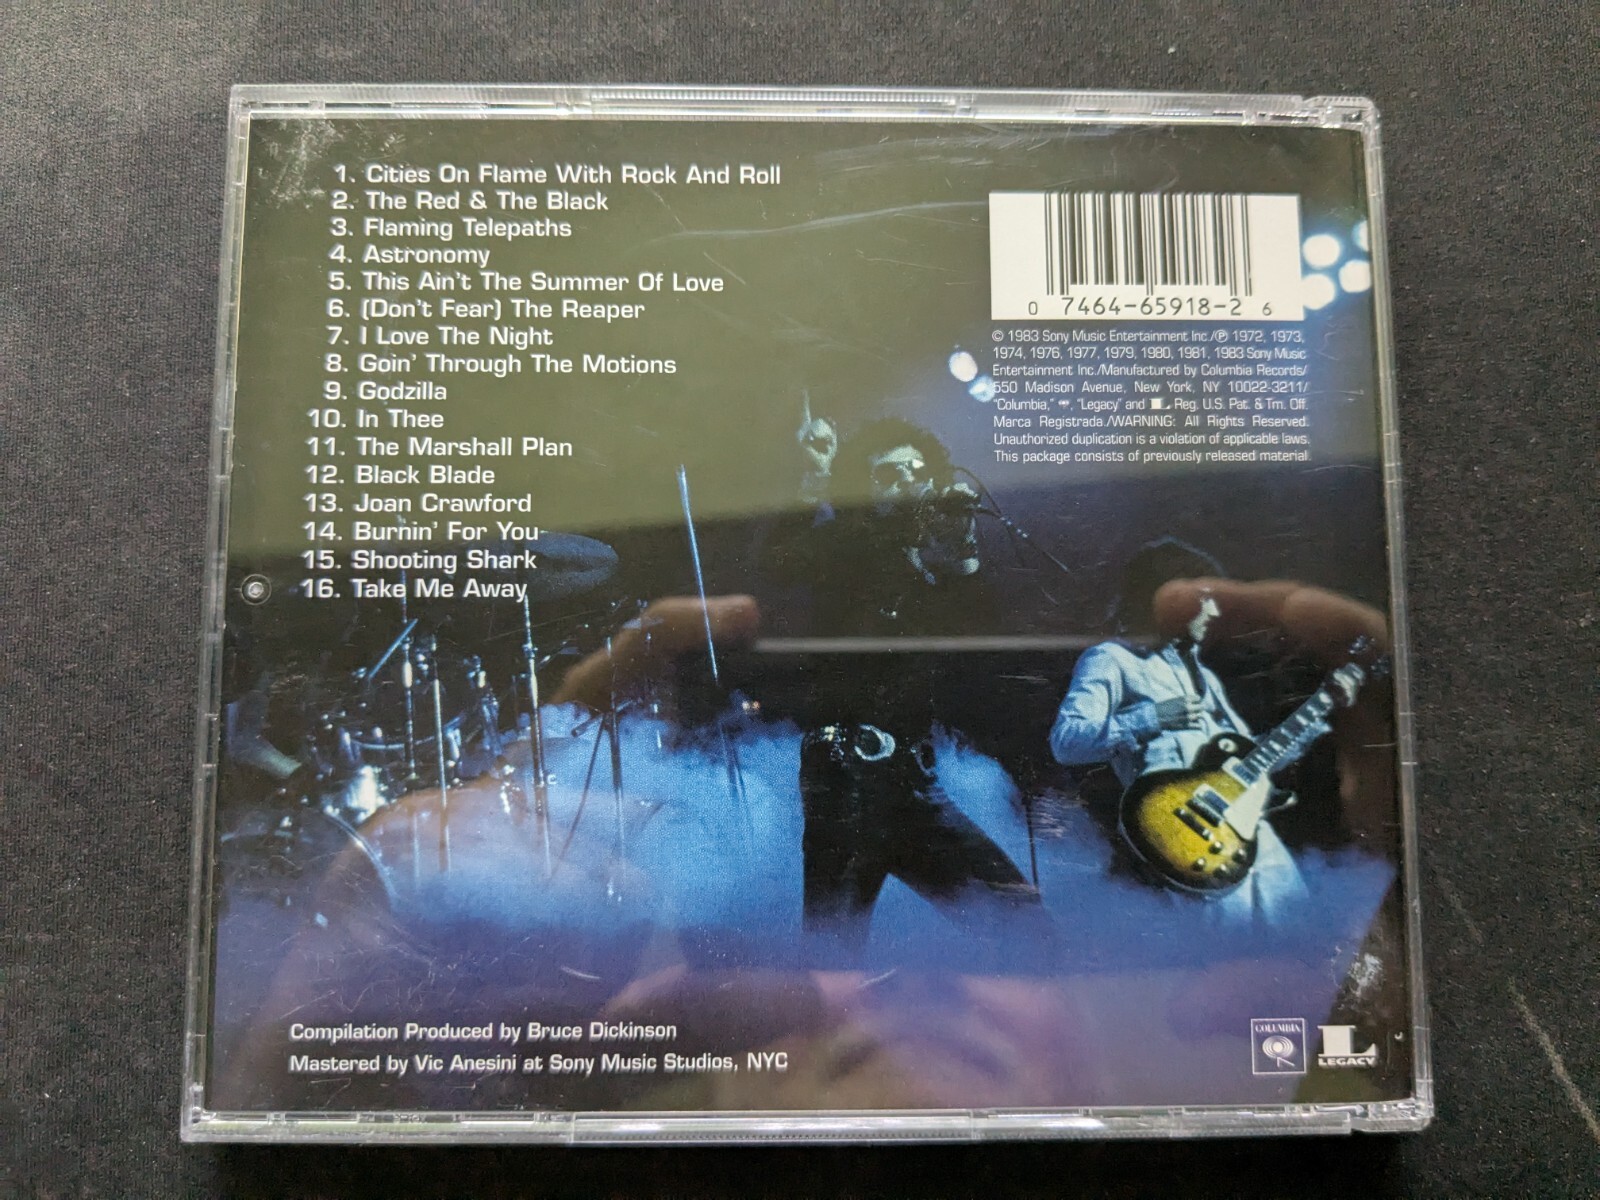 1. Cities On Flame With Rock And Roll
2. The Red & The Black
3. Flaming Telepaths
4. Astronomy
5. This Ain't The Summer Of Love
6. (Don't Fear) The Reaper
7. I Love The Night
8. Goin' Through The Motions
9. Godzilla
10. In Thee
11. The Marshall Plan
12. Black Blade
13. Joan Crawford
14. Burnin' For You
15. Shooting Shark
16. Take Me Away
0 7464-65918-2 6
© 1983 Sony Music Entertainment Inc./℗ 1972, 1973,
1974, 1976, 1977, 1979, 1980, 1981, 1983 Sony Music
Entertainment Inc./Manufactured by Columbia Records/
550 Madison Avenue, New York, NY 10022-3211/
"Columbia," , "Legacy" and L Reg. U.S. Pat. & Tm. Off.
Marca Registrada./WARNING: All Rights Reserved.
Unauthorized duplication is a violation of applicable laws.
This package consists of previously released material.
Compilation Produced by Bruce Dickinson
Mastered by Vic Anesini at Sony Music Studios, NYC
COLUMBIA
L
LEGACY